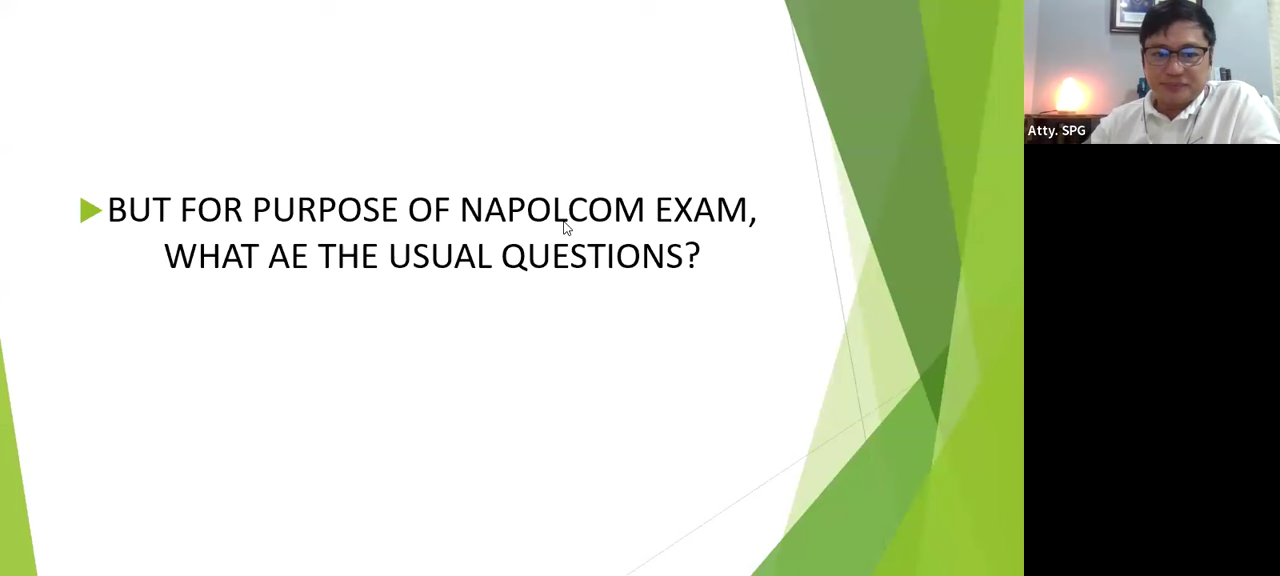 BUT FOR PURPOSE OF NAPOLCOM EXAM,
WHAT AE THE USUAL QUESTIONS?
Atty. SPG